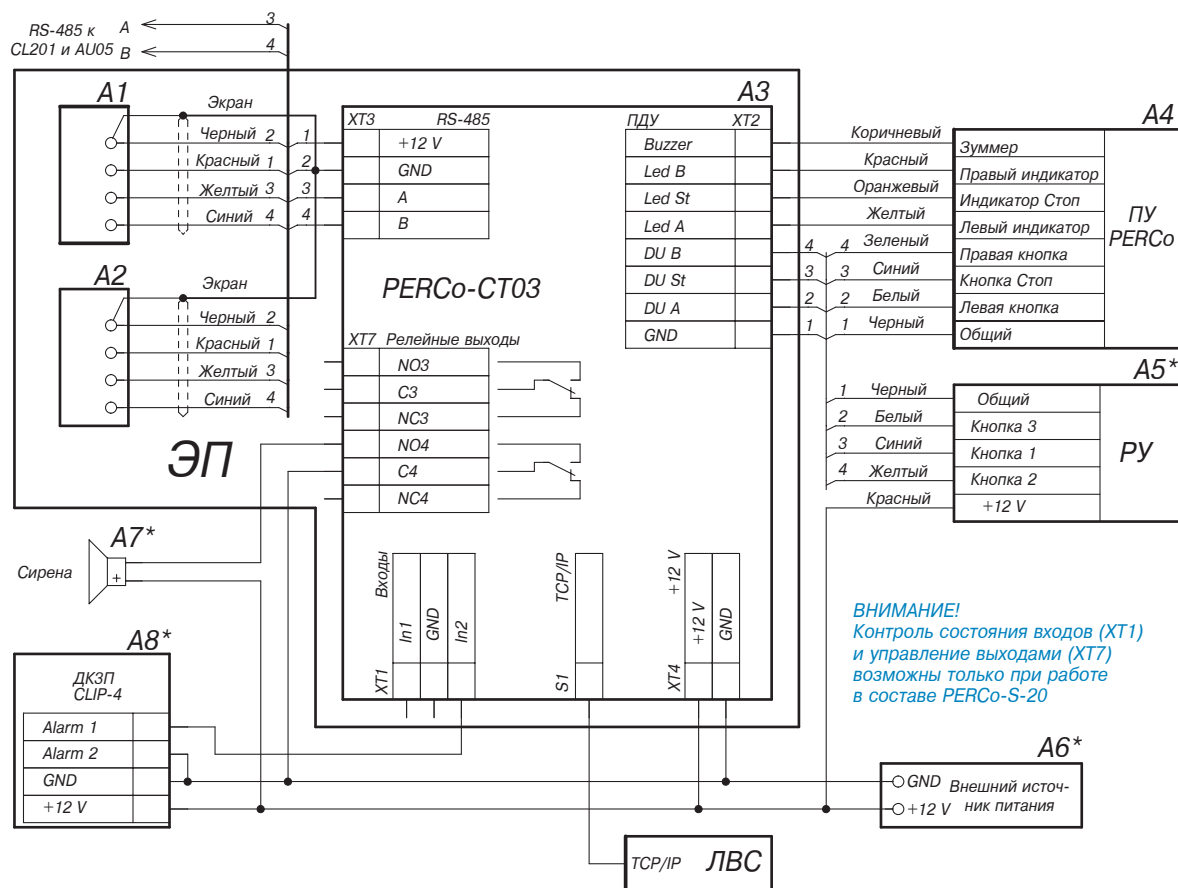 RS-485 к A 3
CL201 и AU05 B 4
A1
Экран
Черный 2 1
Красный 1 2
Желтый 3 3
Синий 4 4
A2
Экран
Черный 2
Красный 1
Желтый 3
Синий 4
ЭП
A3
XT3 RS-485
+12 V
GND
A
B
PERCo-CT03
XT7 Релейные выходы
NO3
C3
NC3
NO4
C4
NC4
ПДУ XT2
Buzzer
Led B
Led St
Led A
DU B
DU St
DU A
GND
Коричневый
Красный
Оранжевый
Желтый
4 4 Зеленый
3 3 Синий
2 2 Белый
1 1 Черный
A4
Зуммер
Правый индикатор
Индикатор Стоп
Левый индикатор
Правая кнопка
Кнопка Стоп
Левая кнопка
Общий
ПУ
PERCo
A5*
1 Черный Общий
2 Белый Кнопка 3
3 Синий Кнопка 1
4 Желтый Кнопка 2
Красный +12 V
РУ
A7*
Сирена
+
XT1 Входы
In1
GND
In2
S1 TCP/IP
XT4 +12 V
+12 V
GND
ВНИМАНИЕ!
Контроль состояния входов (XT1)
и управление выходами (XT7)
возможны только при работе
в составе PERCo-S-20
A8*
ДКЗП
CLIP-4
Alarm 1
Alarm 2
GND
+12 V
A6*
GND Внешний источ-
+12 V ник питания
TCP/IP ЛВС